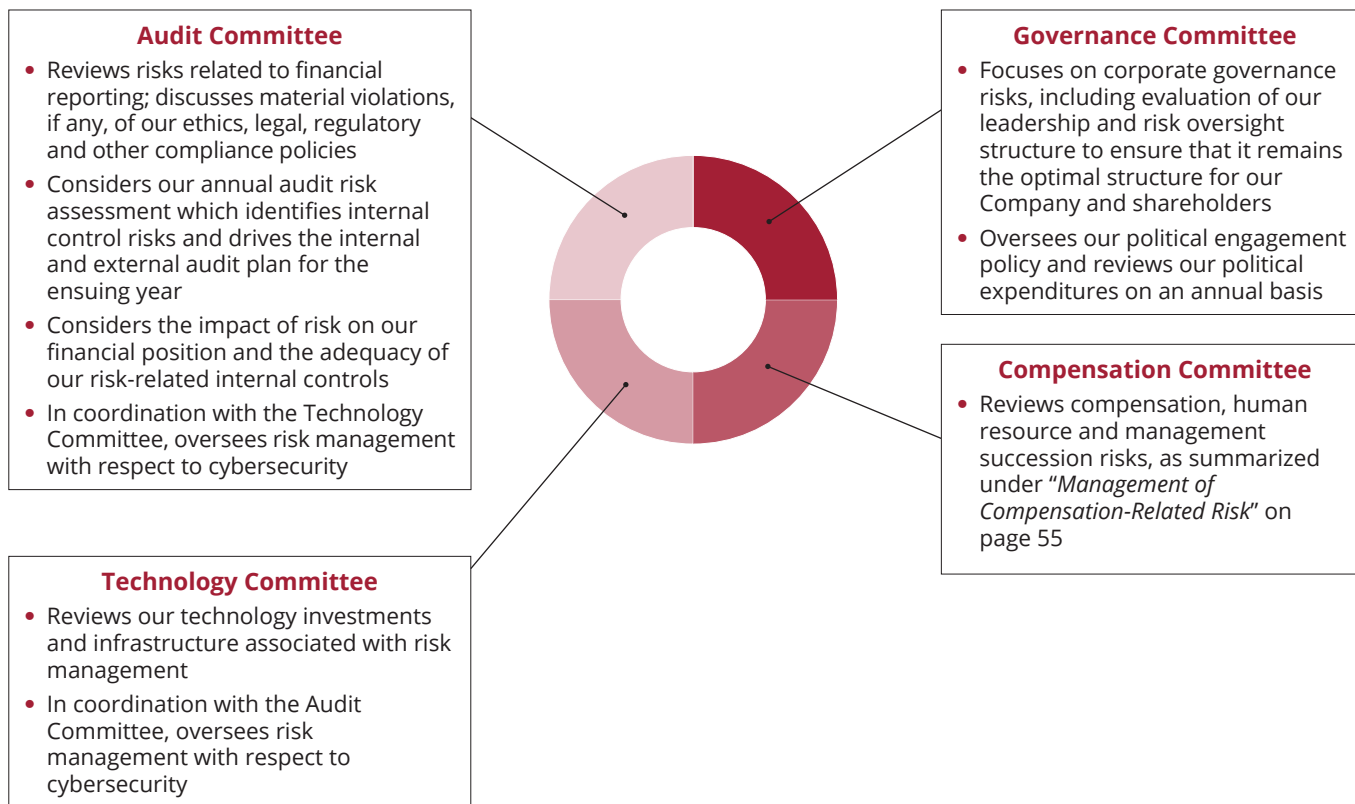 Audit Committee
• Reviews risks related to financial
reporting; discusses material violations,
if any, of our ethics, legal, regulatory
and other compliance policies
• Considers our annual audit risk
assessment which identifies internal
control risks and drives the internal
and external audit plan for the
ensuing year
• Considers the impact of risk on our
financial position and the adequacy of
our risk-related internal controls
• In coordination with the Technology
Committee, oversees risk management
with respect to cybersecurity
Technology Committee
• Reviews our technology investments
and infrastructure associated with risk
management
• In coordination with the Audit
Committee, oversees risk
management with respect to
cybersecurity
Governance Committee
• Focuses on corporate governance
risks, including evaluation of our
leadership and risk oversight
structure to ensure that it remains
the optimal structure for our
Company and shareholders
• Oversees our political engagement
policy and reviews our political
expenditures on an annual basis
Compensation Committee
• Reviews compensation, human
resource and management
succession risks, as summarized
under “Management of
Compensation-Related Risk” on
page 55